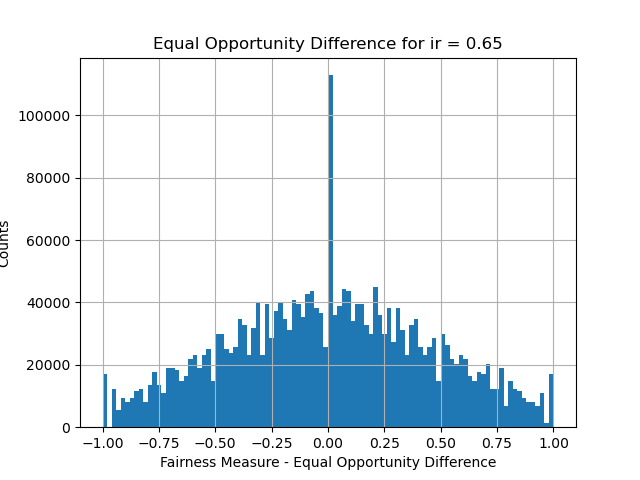 Equal Opportunity Difference for ir = 0.65
Counts
100000
80000
60000
40000
20000
0
−1.00 −0.75 −0.50 −0.25 0.00 0.25 0.50 0.75 1.00
Fairness Measure - Equal Opportunity Difference